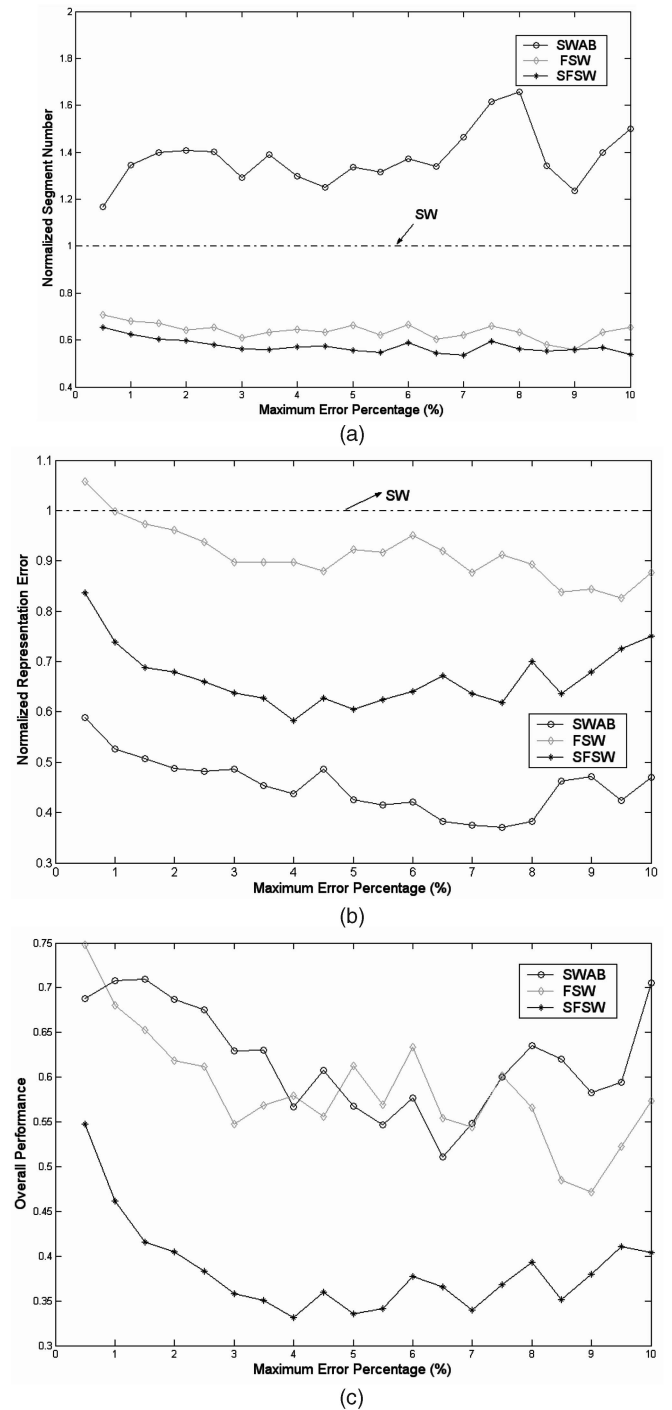 2
1.8
1.6
1.4
1.2
1
0.8
0.6
0.4
Normalized Segment Number
SWAB
FSW
SFSW
SW
0 1 2 3 4 5 6 7 8 9 10
Maximum Error Percentage (%)
(a)
1.1
1
0.9
0.8
0.7
0.6
0.5
0.4
0.3
Normalized Representation Error
SW
SWAB
FSW
SFSW
0 1 2 3 4 5 6 7 8 9 10
Maximum Error Percentage (%)
(b)
0.75
0.7
0.65
0.6
0.55
0.5
0.45
0.4
0.35
0.3
Overall Performance
SWAB
FSW
SFSW
0 1 2 3 4 5 6 7 8 9 10
Maximum Error Percentage (%)
(c)